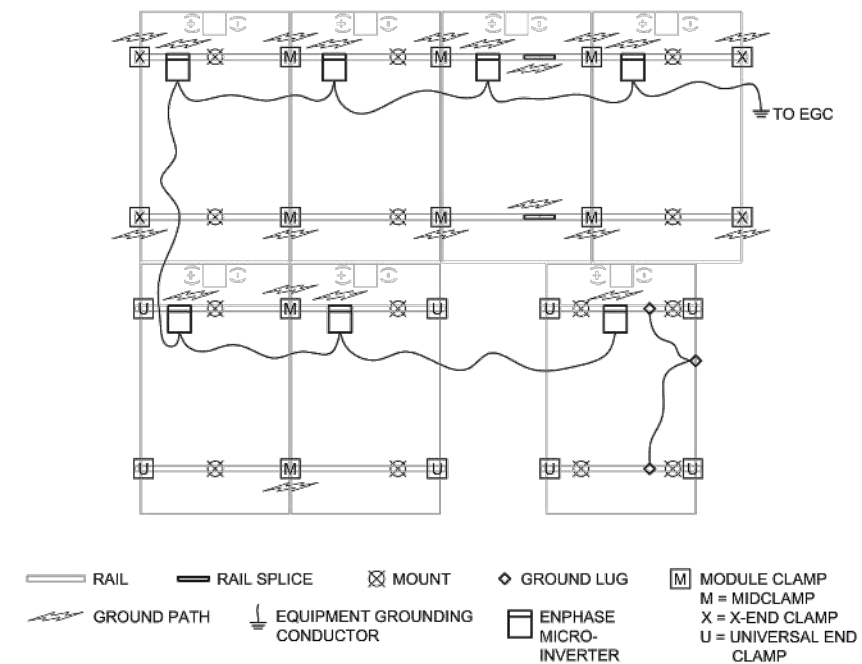 X M M M X
TO EGC
X M M M X
U M U U U
U M U U U
RAIL
RAIL SPLICE
MOUNT
GROUND LUG
M MODULE CLAMP
M = MIDCLAMP
X = X-END CLAMP
U = UNIVERSAL END
CLAMP
GROUND PATH
EQUIPMENT GROUNDING
CONDUCTOR
ENPHASE
MICRO-
INVERTER